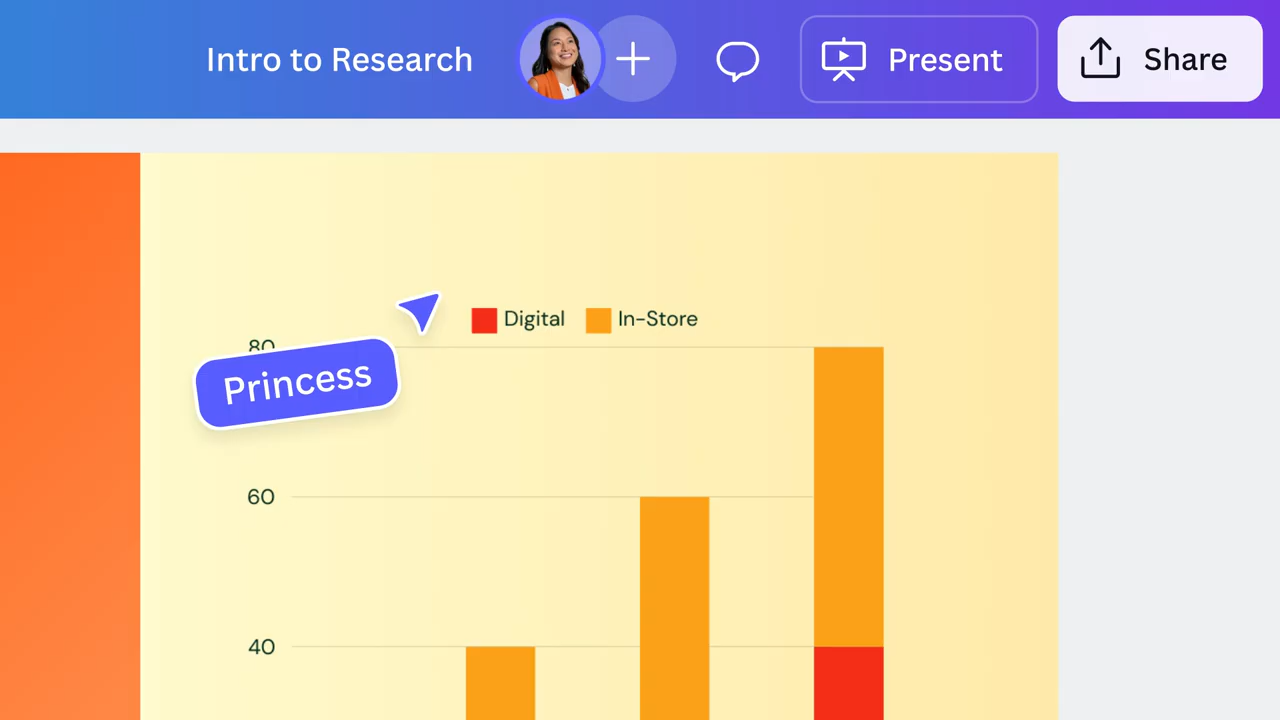 Intro to Research
Present
Share
Digital
In-Store
80
Princess
60
40